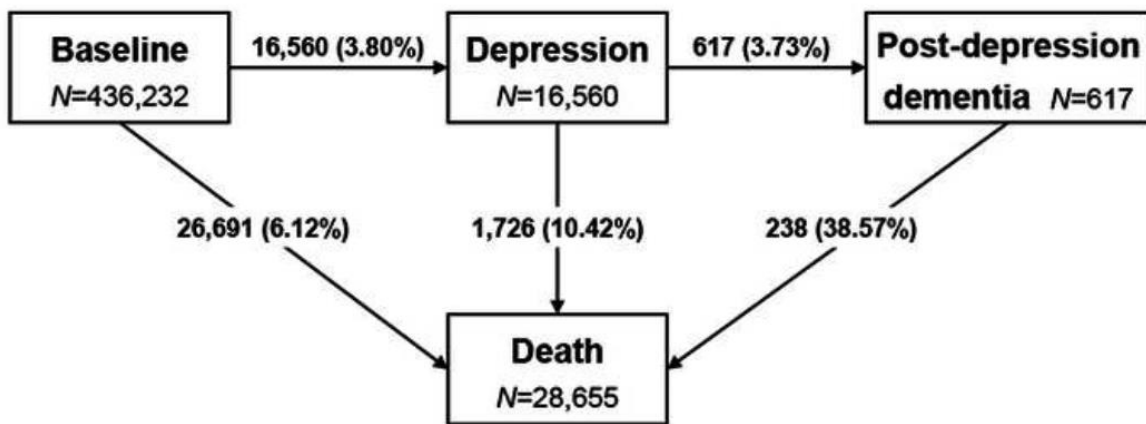 Baseline
N=436,232
16,560 (3.80%)
Depression
N=16,560
617 (3.73%)
Post-depression
dementia N=617
26,691 (6.12%)
1,726 (10.42%)
238 (38.57%)
Death
N=28,655